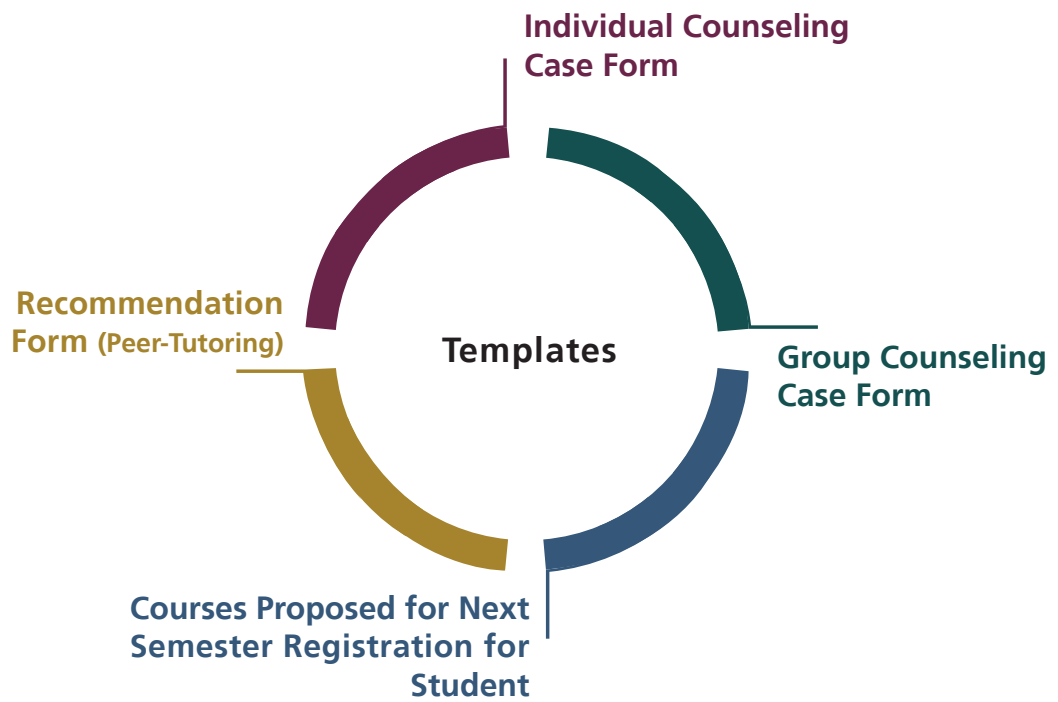 Individual Counseling
Case Form
Recommendation
Form (Peer-Tutoring)
Templates
Group Counseling
Case Form
Courses Proposed for Next
Semester Registration for
Student